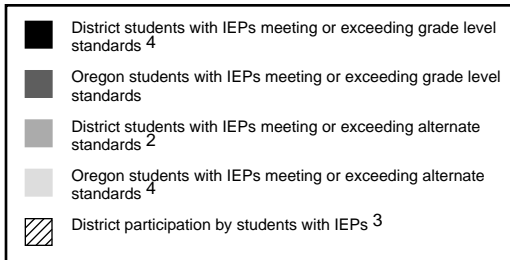 District students with IEPs meeting or exceeding grade level
standards 4
Oregon students with IEPs meeting or exceeding grade level
standards
District students with IEPs meeting or exceeding alternate
standards 2
Oregon students with IEPs meeting or exceeding alternate
standards 4
District participation by students with IEPs 3